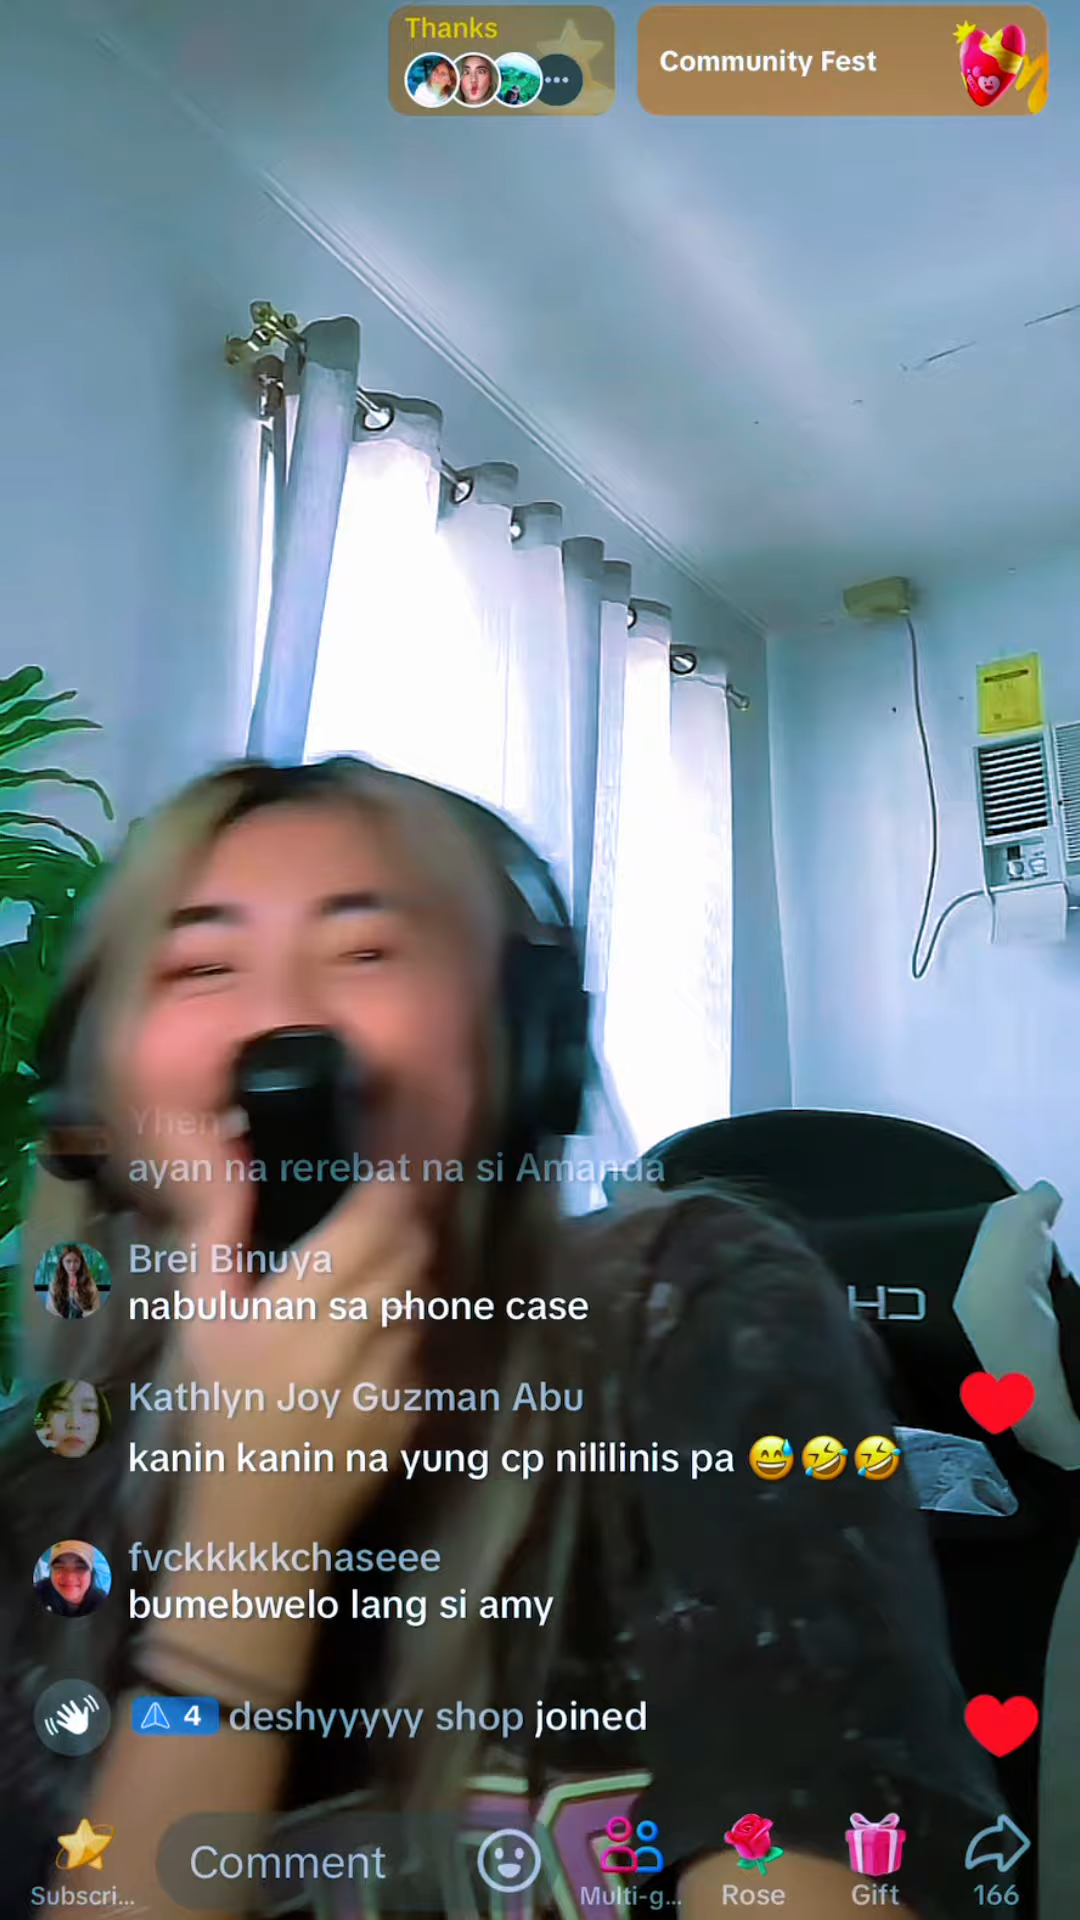 Thanks
Community Fest
Yhen
ayan na rerebat na si Amanda
Brei Binuya
nabulunan sa phone case
Kathlyn Joy Guzman Abu
kanin kanin na yung cp nililinis pa 😅🤣🤣
fvckkkkkchaseee
bumebwelo lang si amy
4 deshyyyyy shop joined
Comment
Subscri...
Multi-g...
Rose
Gift
166